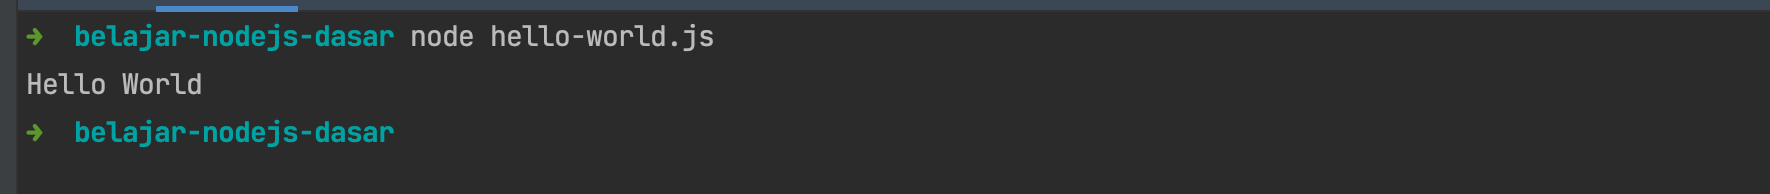 ➜ belajar-nodejs-dasar node hello-world.js
Hello World
➜ belajar-nodejs-dasar